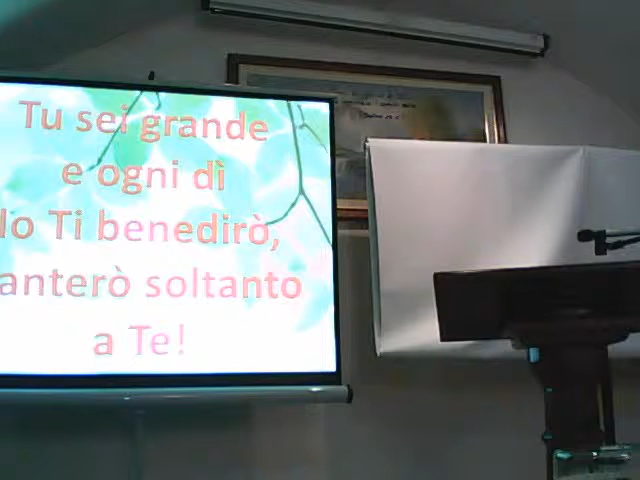 Tu sei grande
e ogni dì
Io Ti benedirò,
anterò soltanto
a Te!